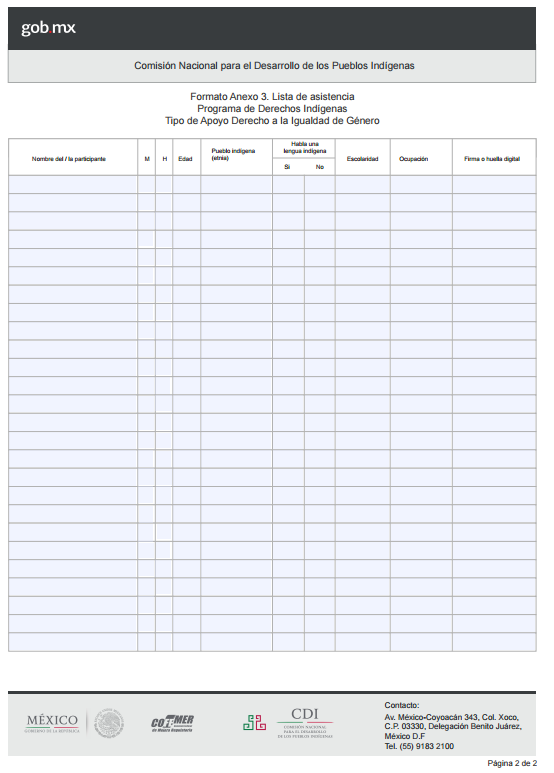 gob.mx
Comisión Nacional para el Desarrollo de los Pueblos Indígenas
Formato Anexo 3. Lista de asistencia
Programa de Derechos Indígenas
Tipo de Apoyo Derecho a la Igualdad de Género
Nombre del / la participante
M
H
Edad
Pueblo indígena
(etnia)
Habla una
lengua indígena
Si
No
Escolaridad
Ocupación
Firma o huella digital
MÉXICO
GOBIERNO DE LA REPÚBLICA
COFEMER
de Mejora Regulatoria
CDI
COMISIÓN NACIONAL
PARA EL DESARROLLO
DE LOS PUEBLOS INDÍGENAS
Contacto:
Av. México-Coyoacán 343, Col. Xoco,
C.P. 03330, Delegación Benito Juárez,
México D.F
Tel. (55) 9183 2100
Página 2 de 2